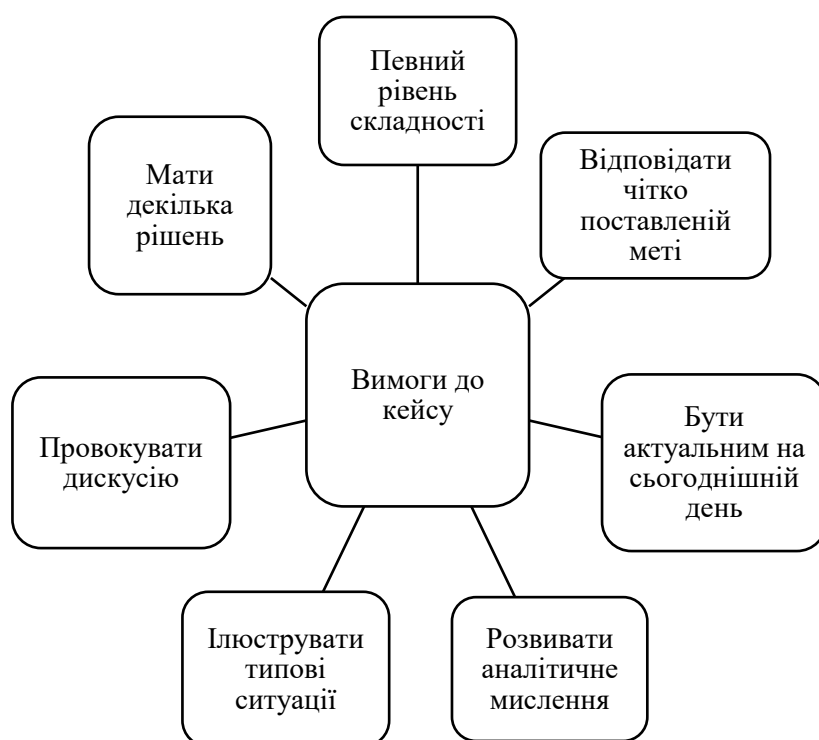 Певний
рівень
складності
Відповідати
чітко
поставленій
меті
Бути
актуальним на
сьогоднішній
день
Розвивати
аналітичне
мислення
Ілюструвати
типові
ситуації
Провокувати
дискусію
Мати
декілька
рішень
Вимоги до
кейсу